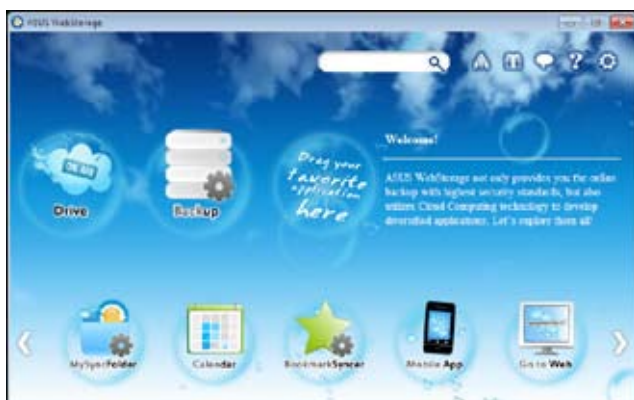 ASUS WebStorage
Drive
Backup
Drag your
favorite
application
here
Welcome!
ASUS WebStorage not only provides you the online
backup with highest security standards, but also
utilizes Cloud Computing technology to develop
diversified applications. Let's explore them all!
MySyncFolder
Calendar
BookmarkSyncer
Mobile App
Go to Web